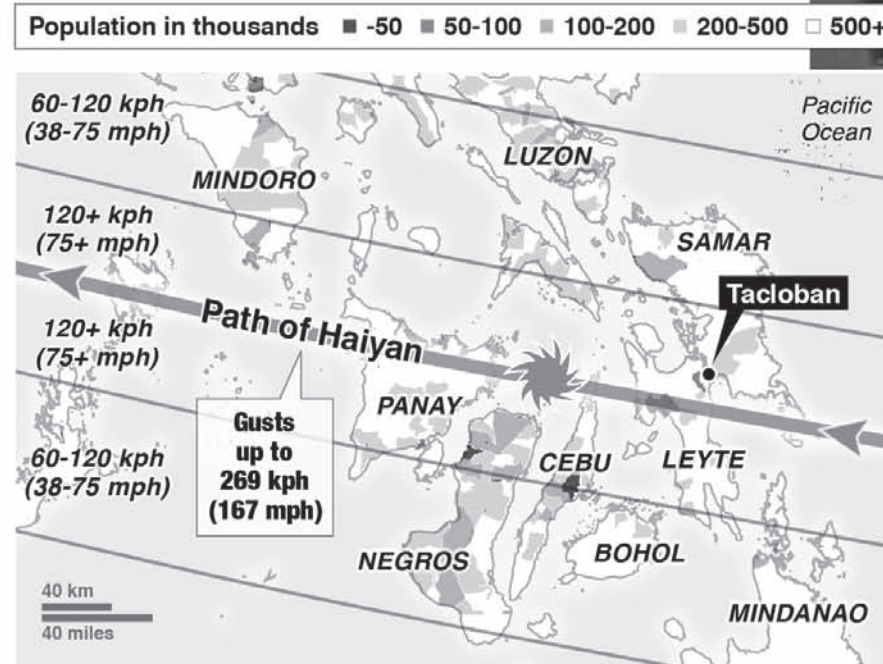 Population in thousands -50 50-100 100-200 200-500 500+
60-120 kph
(38-75 mph)
Pacific
Ocean
LUZON
MINDORO
120+ kph
(75+ mph)
SAMAR
Tacloban
Path of Haiyan
120+ kph
(75+ mph)
PANAY
Gusts
up to
269 kph
(167 mph)
60-120 kph
(38-75 mph)
CEBU
LEYTE
NEGROS
BOHOL
40 km
40 miles
MINDANAO